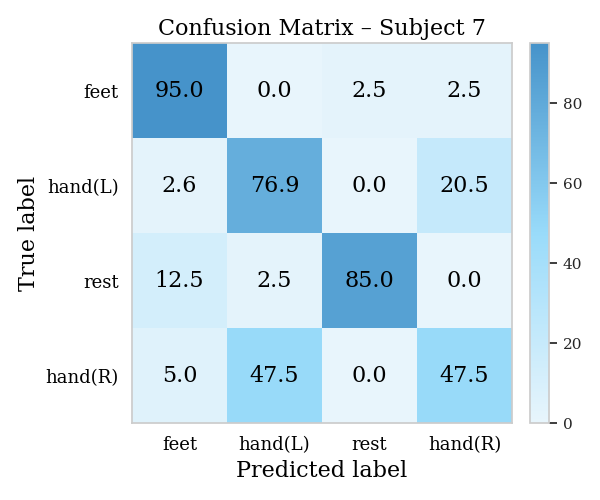 Confusion Matrix – Subject 7
feet 95.0 0.0 2.5 2.5
hand(L) 2.6 76.9 0.0 20.5
rest 12.5 2.5 85.0 0.0
hand(R) 5.0 47.5 0.0 47.5
feet hand(L) rest hand(R)
Predicted label
True label
80
60
40
20
0